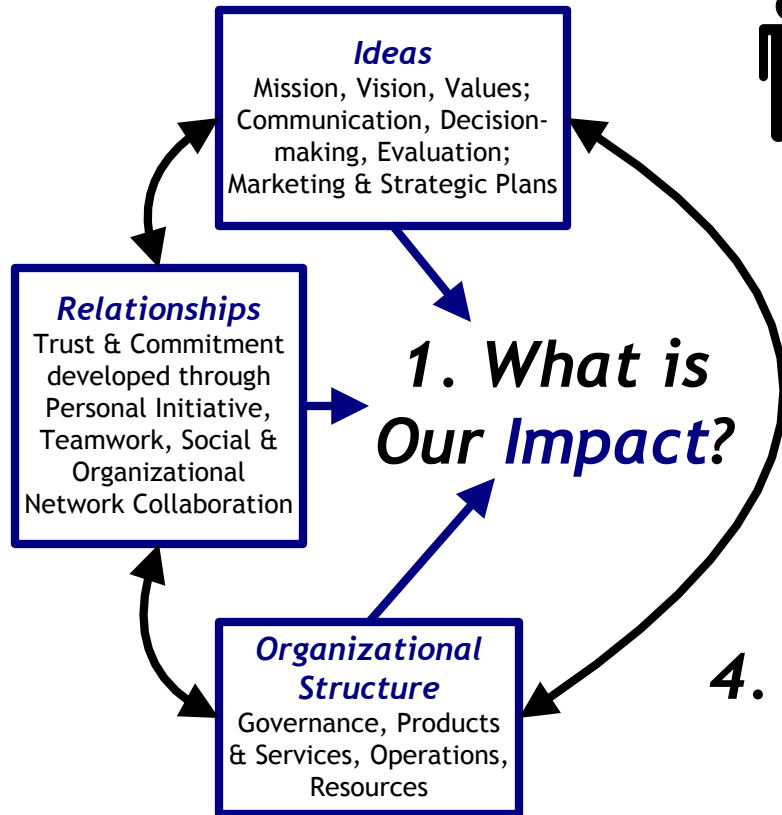 Ideas
Mission, Vision, Values;
Communication, Decision-
making, Evaluation;
Marketing & Strategic Plans
Relationships
Trust & Commitment
developed through
Personal Initiative,
Teamwork, Social &
Organizational
Network Collaboration
1. What is
Our Impact?
Organizational
Structure
Governance, Products
& Services, Operations,
Resources
4.